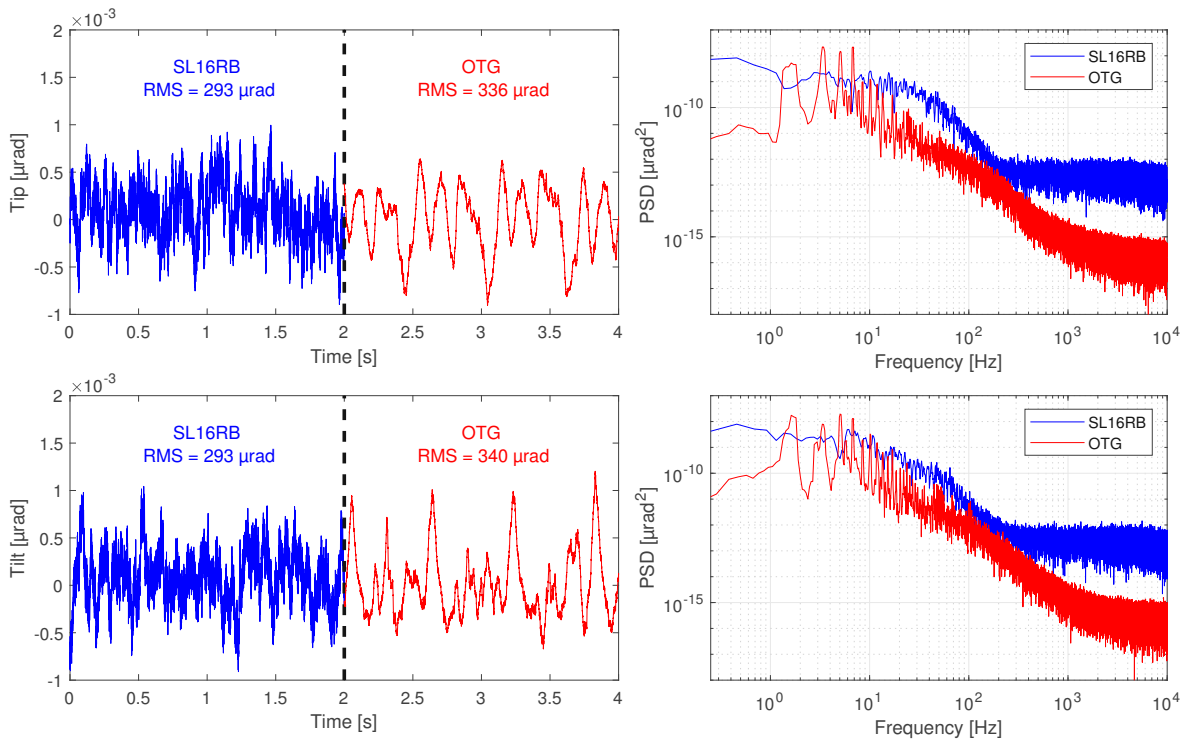 ×10⁻³
2
1.5
1
0.5
0
-0.5
-1
Tip [μrad]
SL16RB
RMS = 293 μrad
OTG
RMS = 336 μrad
0 0.5 1 1.5 2 2.5 3 3.5 4
Time [s]
PSD [μrad²]
10⁻¹⁰
10⁻¹⁵
SL16RB
OTG
10⁰ 10¹ 10² 10³ 10⁴
Frequency [Hz]
×10⁻³
2
1.5
1
0.5
0
-0.5
-1
Tilt [μrad]
SL16RB
RMS = 293 μrad
OTG
RMS = 340 μrad
0 0.5 1 1.5 2 2.5 3 3.5 4
Time [s]
PSD [μrad²]
10⁻¹⁰
10⁻¹⁵
SL16RB
OTG
10⁰ 10¹ 10² 10³ 10⁴
Frequency [Hz]